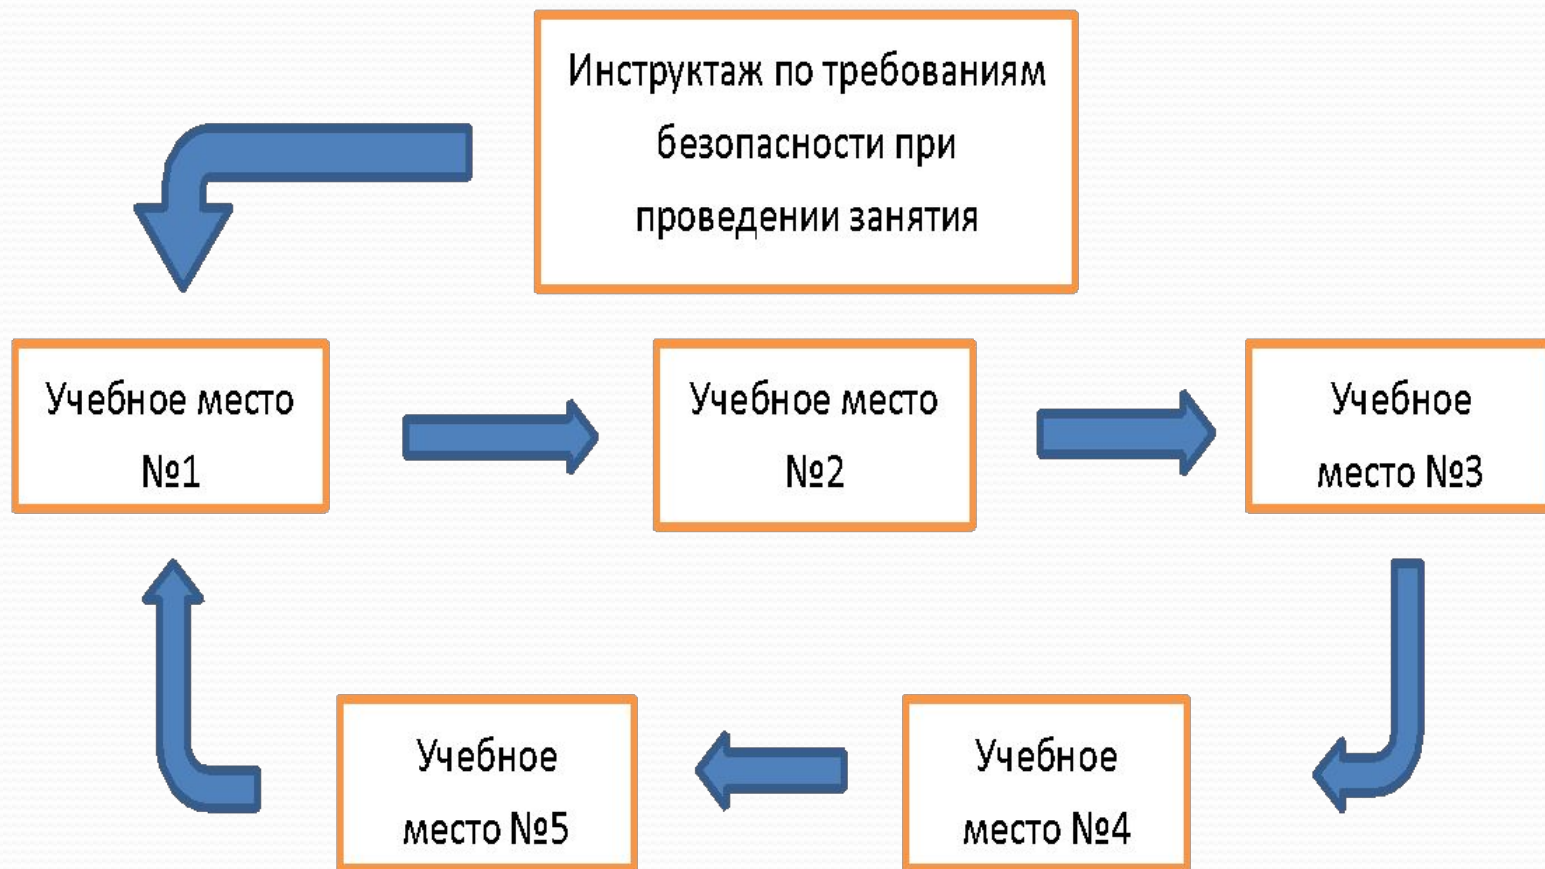 Инструктаж по требованиям
безопасности при
проведении занятия
Учебное место
№1
Учебное место
№2
Учебное
место №3
Учебное
место №5
Учебное
место №4